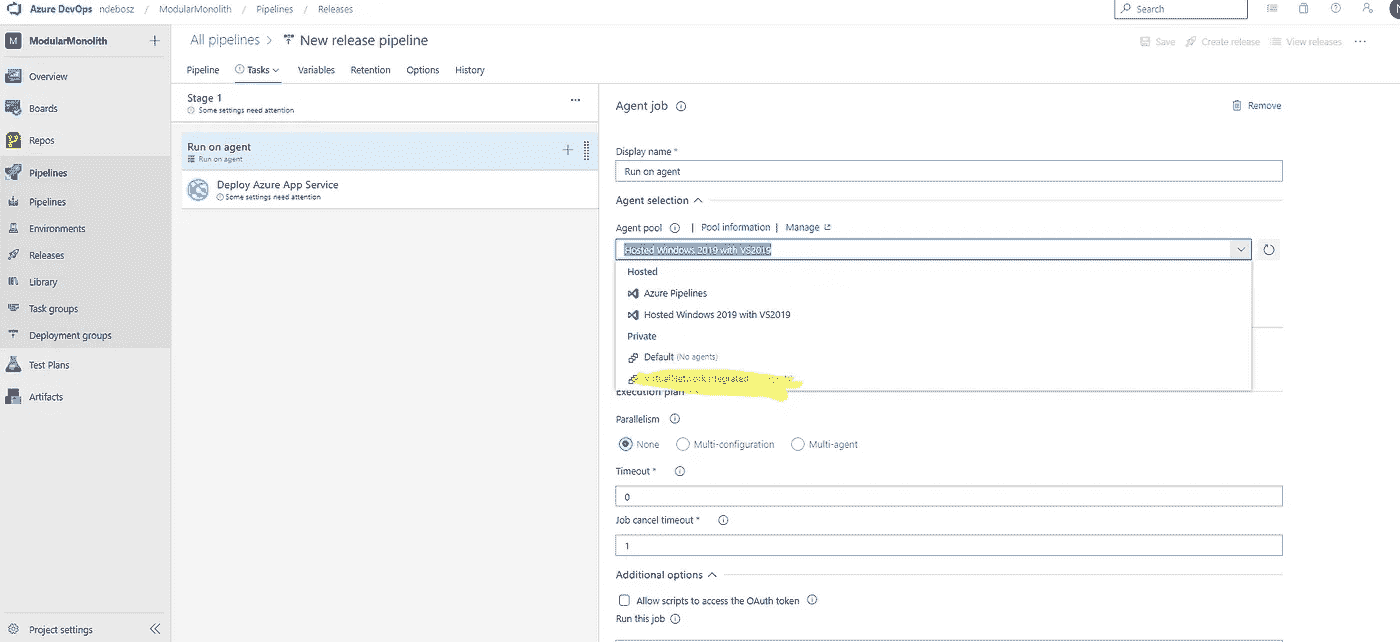 Azure DevOps ndebosz / ModularMonolith / Pipelines / Releases Search
M ModularMonolith +
All pipelines > New release pipeline
Save Create release View releases ...
Pipeline Tasks Variables Retention Options History
Overview
Boards
Repos
Pipelines
Pipelines
Environments
Releases
Library
Task groups
Deployment groups
Test Plans
Artifacts
Project settings
Stage 1 ...
Some settings need attention
Run on agent +
Run on agent
Deploy Azure App Service
Some settings need attention
Agent job Remove
Display name *
Run on agent
Agent selection
Agent pool | Pool information | Manage
Hosted Windows 2019 with VS2019
Hosted
Azure Pipelines
Hosted Windows 2019 with VS2019
Private
Default (No agents)
Execution plan
Parallelism
None Multi-configuration Multi-agent
Timeout *
0
Job cancel timeout *
1
Additional options
Allow scripts to access the OAuth token
Run this job